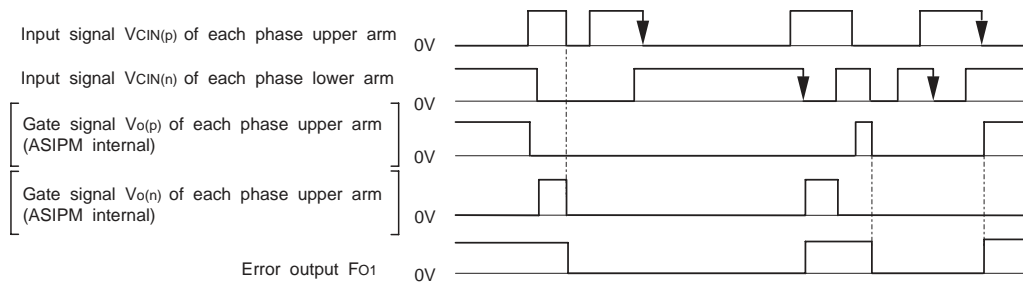 Input signal VCIN(p) of each phase upper arm
0V
Input signal VCIN(n) of each phase lower arm
0V
Gate signal Vo(p) of each phase upper arm
(ASIPM internal)
0V
Gate signal Vo(n) of each phase upper arm
(ASIPM internal)
0V
Error output FO1
0V